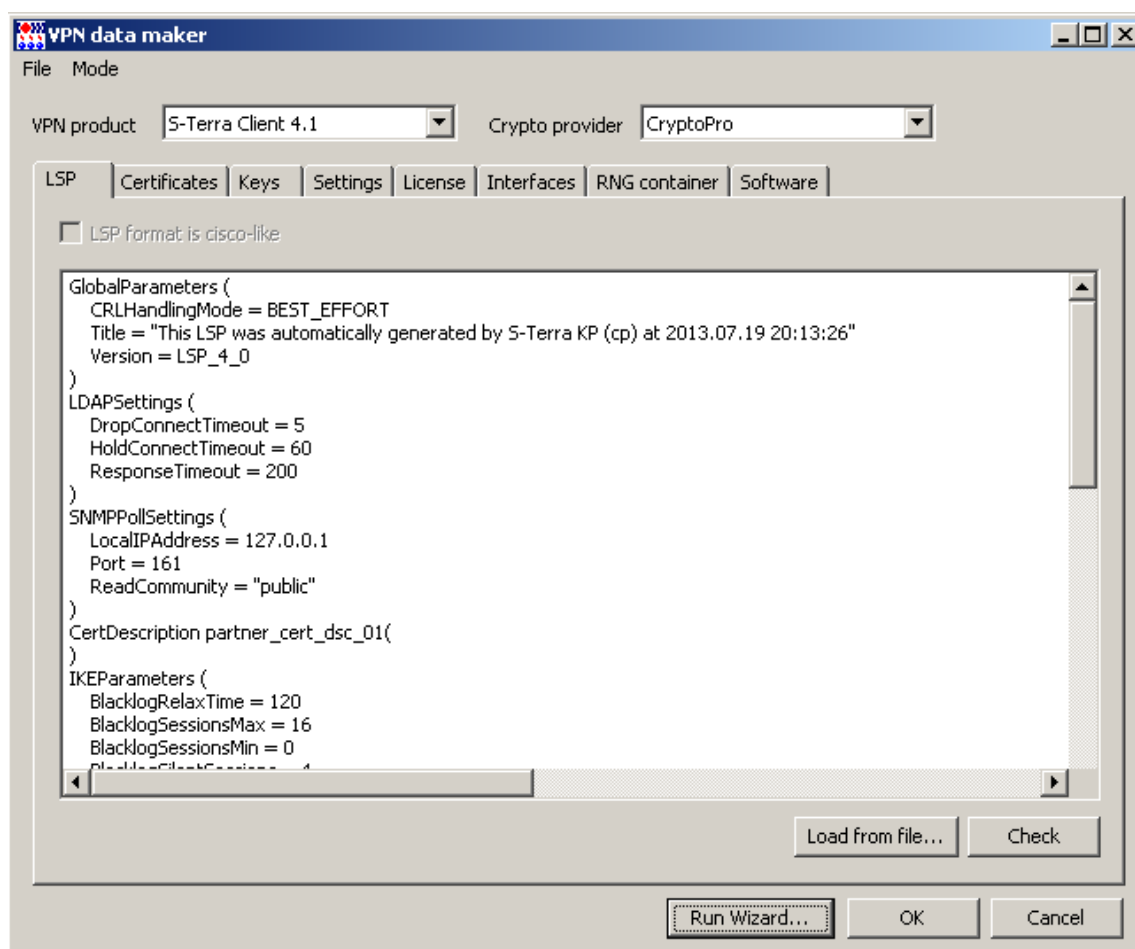 VPN data maker
File Mode
VPN product S-Terra Client 4.1 Crypto provider CryptoPro
LSP Certificates Keys Settings License Interfaces RNG container Software
LSP format is cisco-like
GlobalParameters (
CRLHandlingMode = BEST_EFFORT
Title = "This LSP was automatically generated by S-Terra KP (cp) at 2013.07.19 20:13:26"
Version = LSP_4_0
)
LDAPSettings (
DropConnectTimeout = 5
HoldConnectTimeout = 60
ResponseTimeout = 200
)
SNMPPollSettings (
LocalIPAddress = 127.0.0.1
Port = 161
ReadCommunity = "public"
)
CertDescription partner_cert_dsc_01(
)
IKEParameters (
BlacklogRelaxTime = 120
BlacklogSessionsMax = 16
BlacklogSessionsMin = 0
Load from file... Check
Run Wizard... OK Cancel